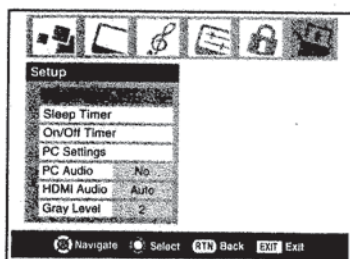 Setup
Sleep Timer
On/Off Timer
PC Settings
PC Audio No
HDMI Audio Auto
Gray Level 2
Navigate Select RTN Back EXIT Exit